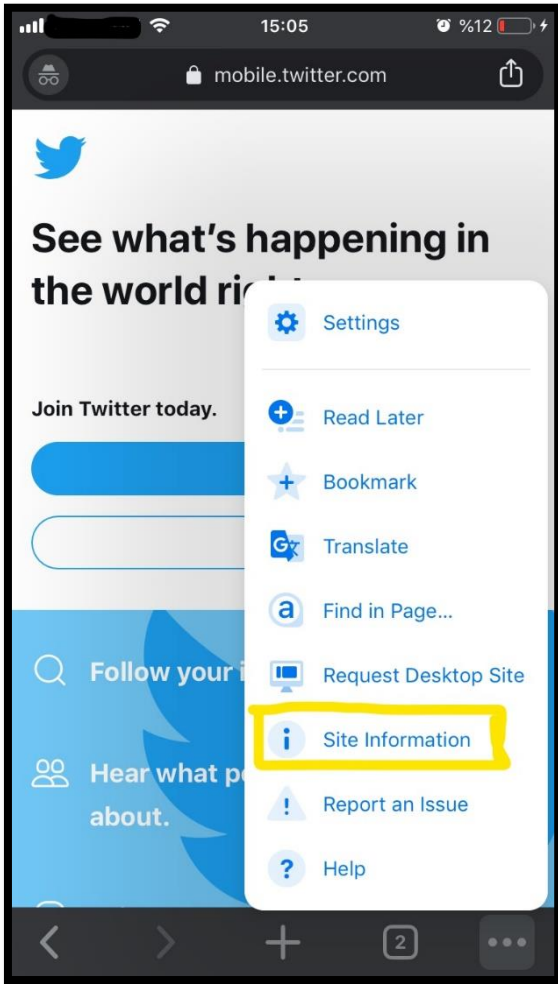 15:05
%12
mobile.twitter.com
See what's happening in
the world
Join Twitter today.
Settings
Read Later
Bookmark
Translate
Find in Page...
Request Desktop Site
Site Information
Report an Issue
Help
Follow your
Hear what
about.
2